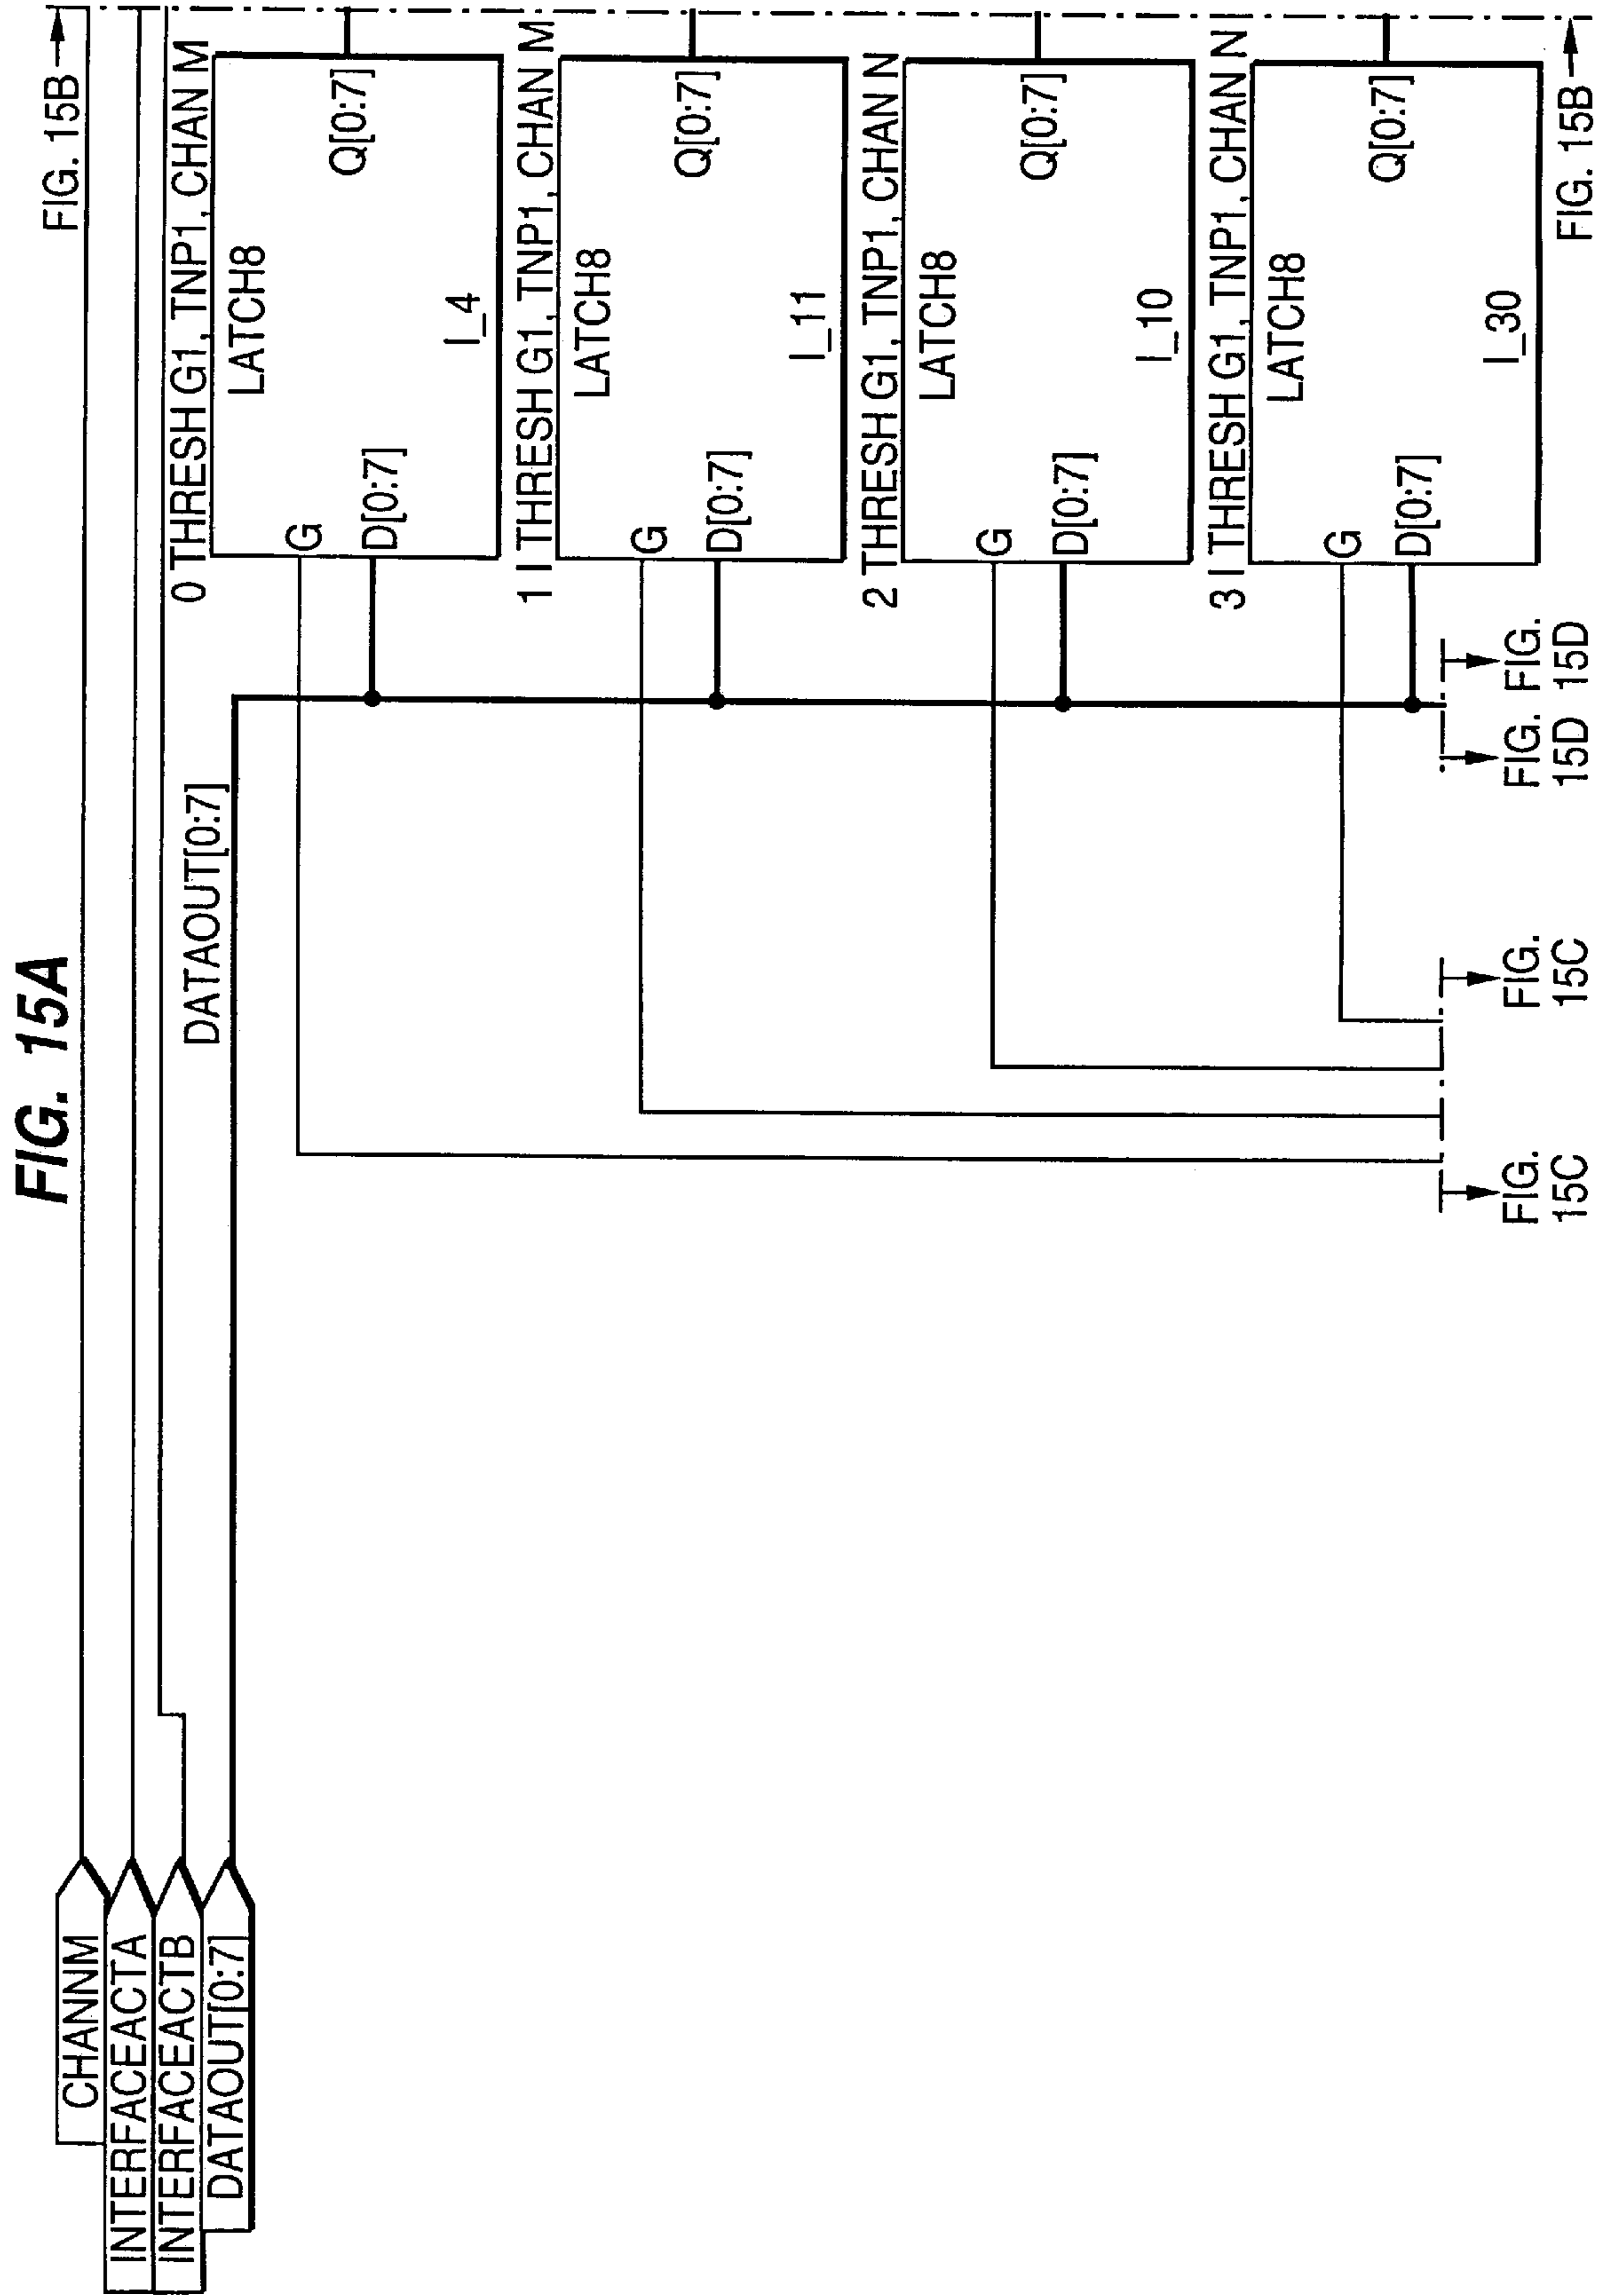 FIG. 15A
FIG. 15B
CHANNM
INTERFACEACTA
INTERFACEACTB
DATAOUT[0:7]
DATAOUT[0:7]
0 THRESH G1, TNP1, CHAN M
LATCH8
G
D[0:7]
Q[0:7]
I_4
1 I THRESH G1, TNP1, CHAN M
LATCH8
G
D[0:7]
Q[0:7]
I_11
2 THRESH G1, TNP1, CHAN N
LATCH8
G
D[0:7]
Q[0:7]
I_10
3 I THRESH G1, TNP1, CHAN N
LATCH8
G
D[0:7]
Q[0:7]
I_30
FIG.
15C
FIG.
15C
FIG.
15D
FIG.
15D
FIG. 15B